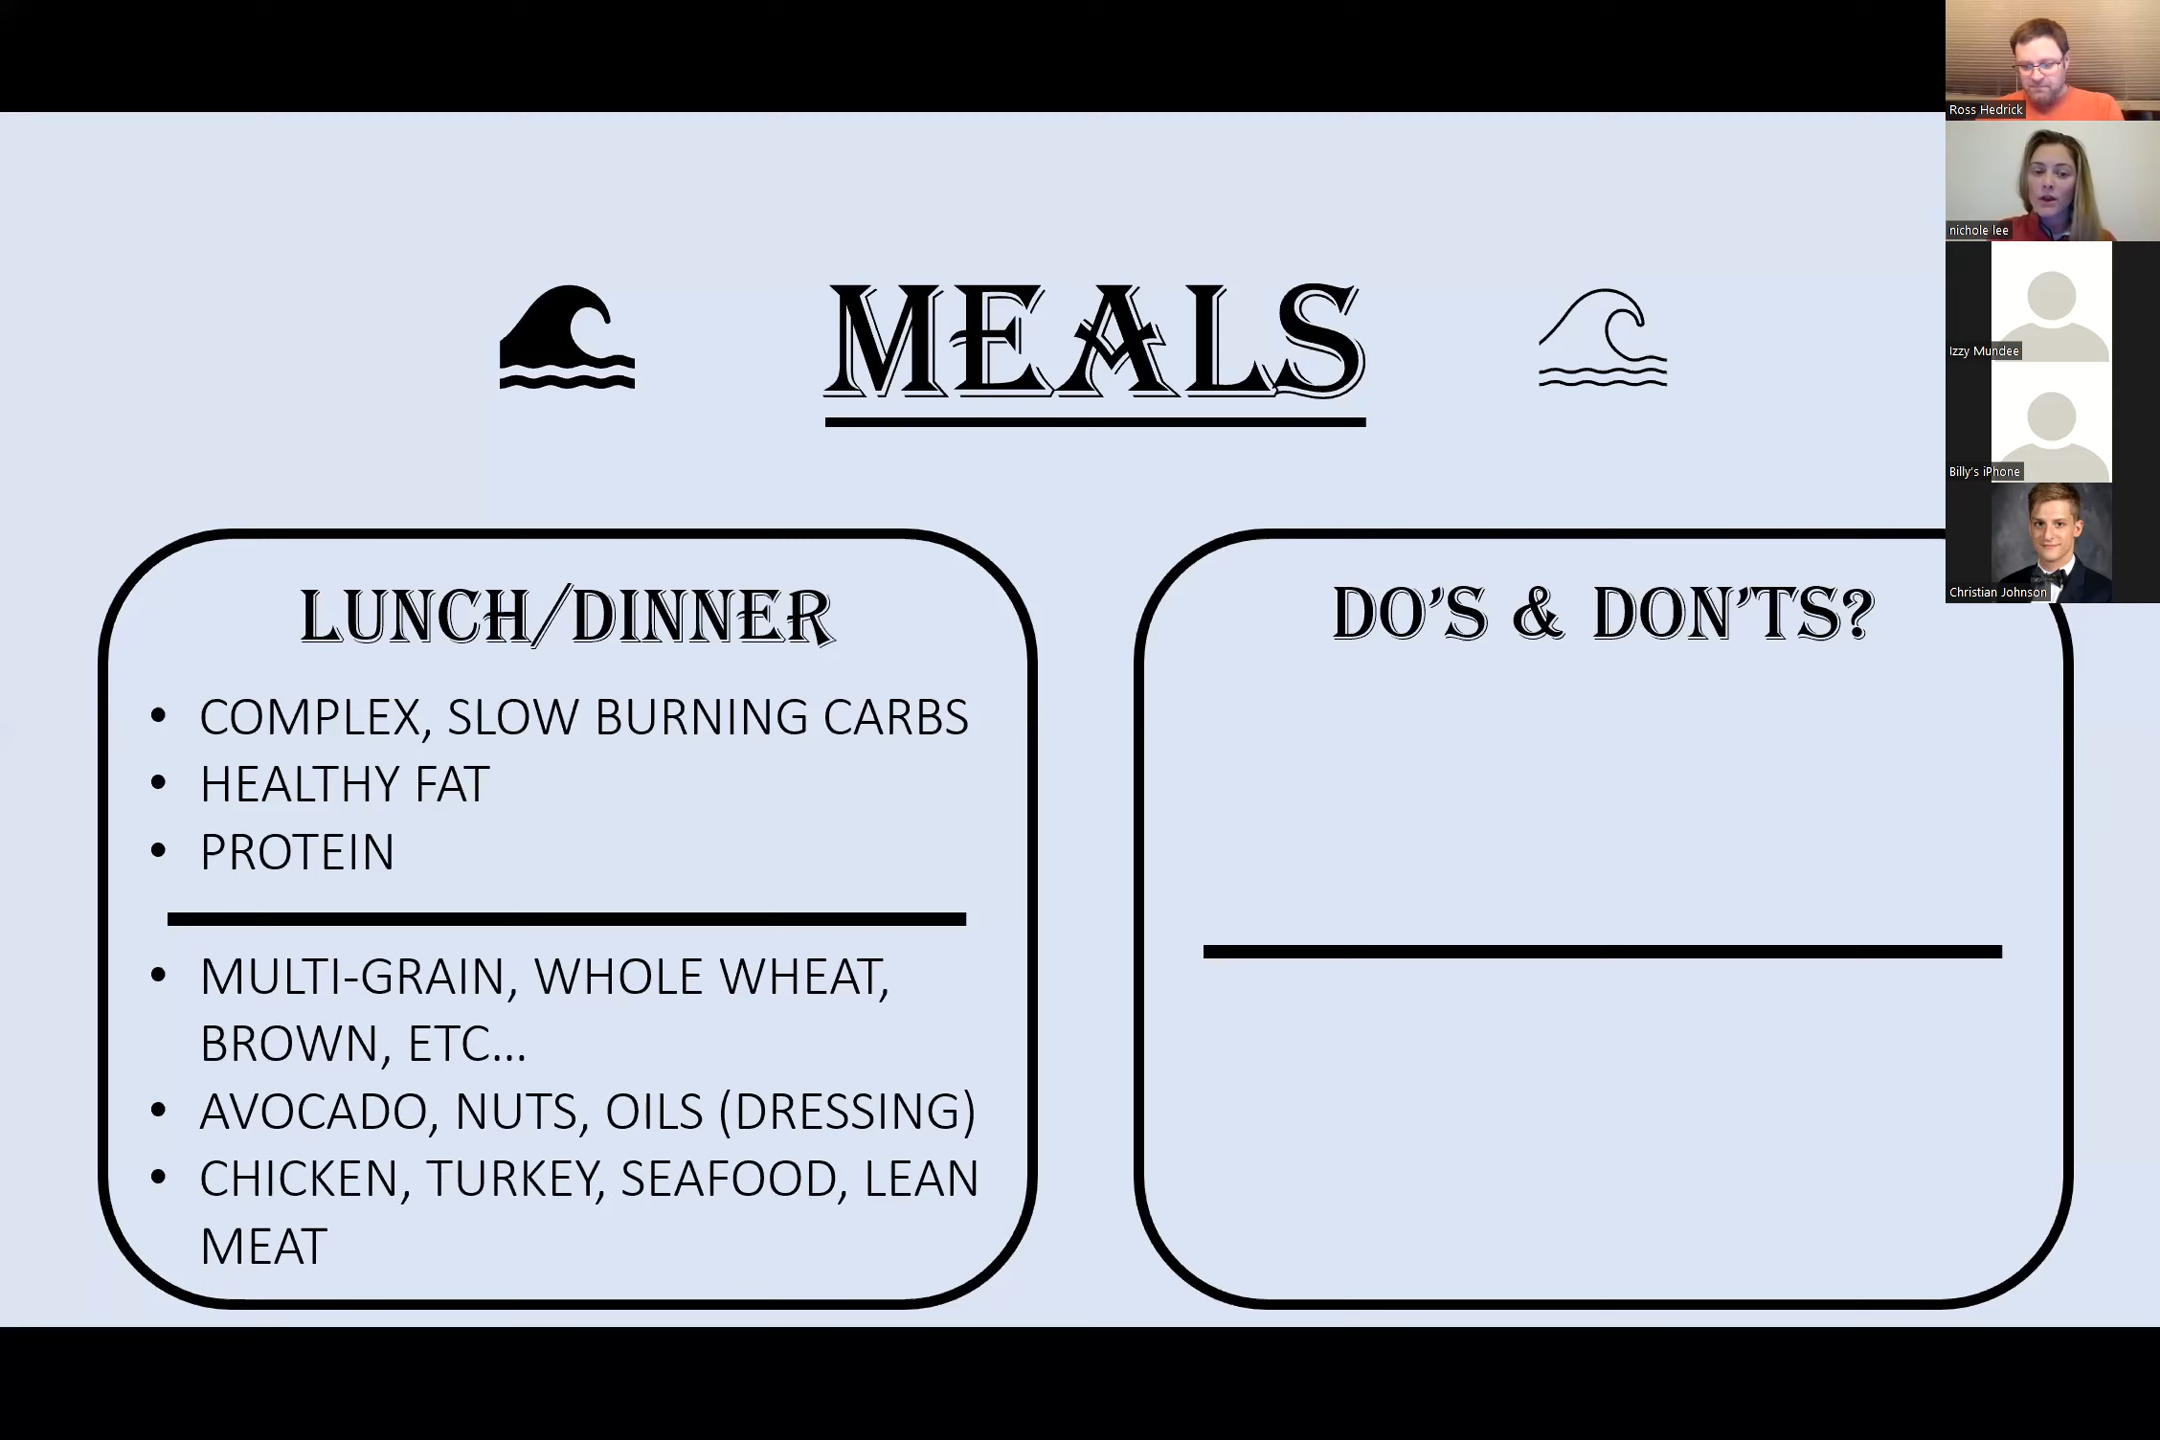 MEALS
LUNCH/DINNER
• COMPLEX, SLOW BURNING CARBS
• HEALTHY FAT
• PROTEIN
• MULTI-GRAIN, WHOLE WHEAT,
BROWN, ETC...
• AVOCADO, NUTS, OILS (DRESSING)
• CHICKEN, TURKEY, SEAFOOD, LEAN
MEAT
DO'S & DON'TS?
Ross Hedrick
nichole lee
Izzy Mundee
Billy's iPhone
Christian Johnson